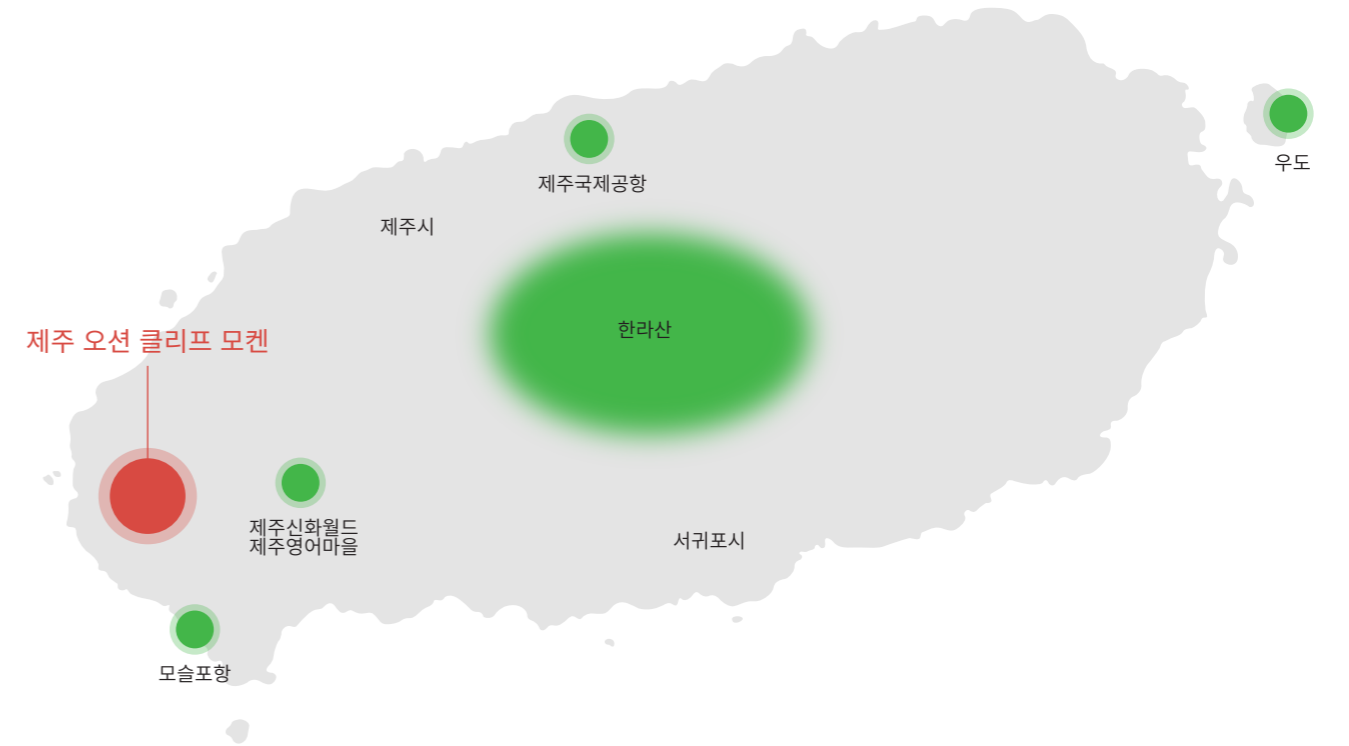 우도
제주국제공항
제주시
한라산
제주 오션 클리프 모켄
제주신화월드
제주영어마을
서귀포시
모슬포항